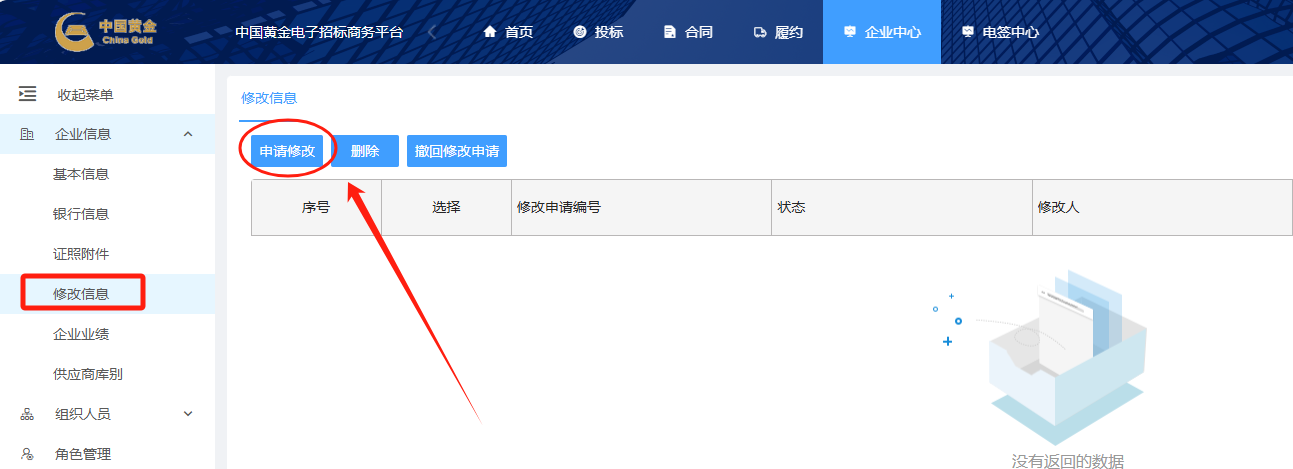 中国黄金
China Gold
中国黄金电子招标商务平台
首页
投标
合同
履约
企业中心
电签中心
收起菜单
企业信息
基本信息
银行信息
证照附件
修改信息
企业业绩
供应商库别
组织人员
角色管理
修改信息
申请修改
删除
撤回修改申请
序号
选择
修改申请编号
状态
修改人
没有返回的数据